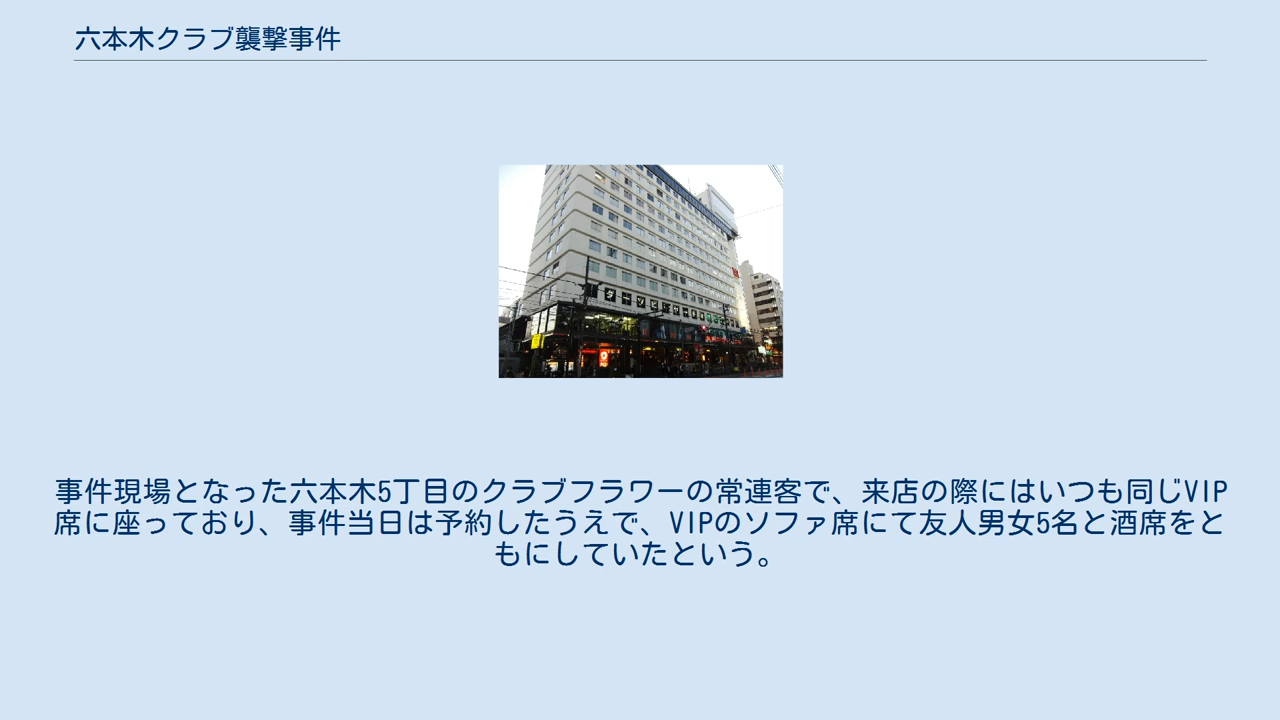 六本木クラブ襲撃事件
事件現場となった六本木5丁目のクラブフラワーの常連客で、来店の際にはいつも同じVIP
席に座っており、事件当日は予約したうえで、VIPのソファ席にて友人男女5名と酒席をと
もにしていたという。